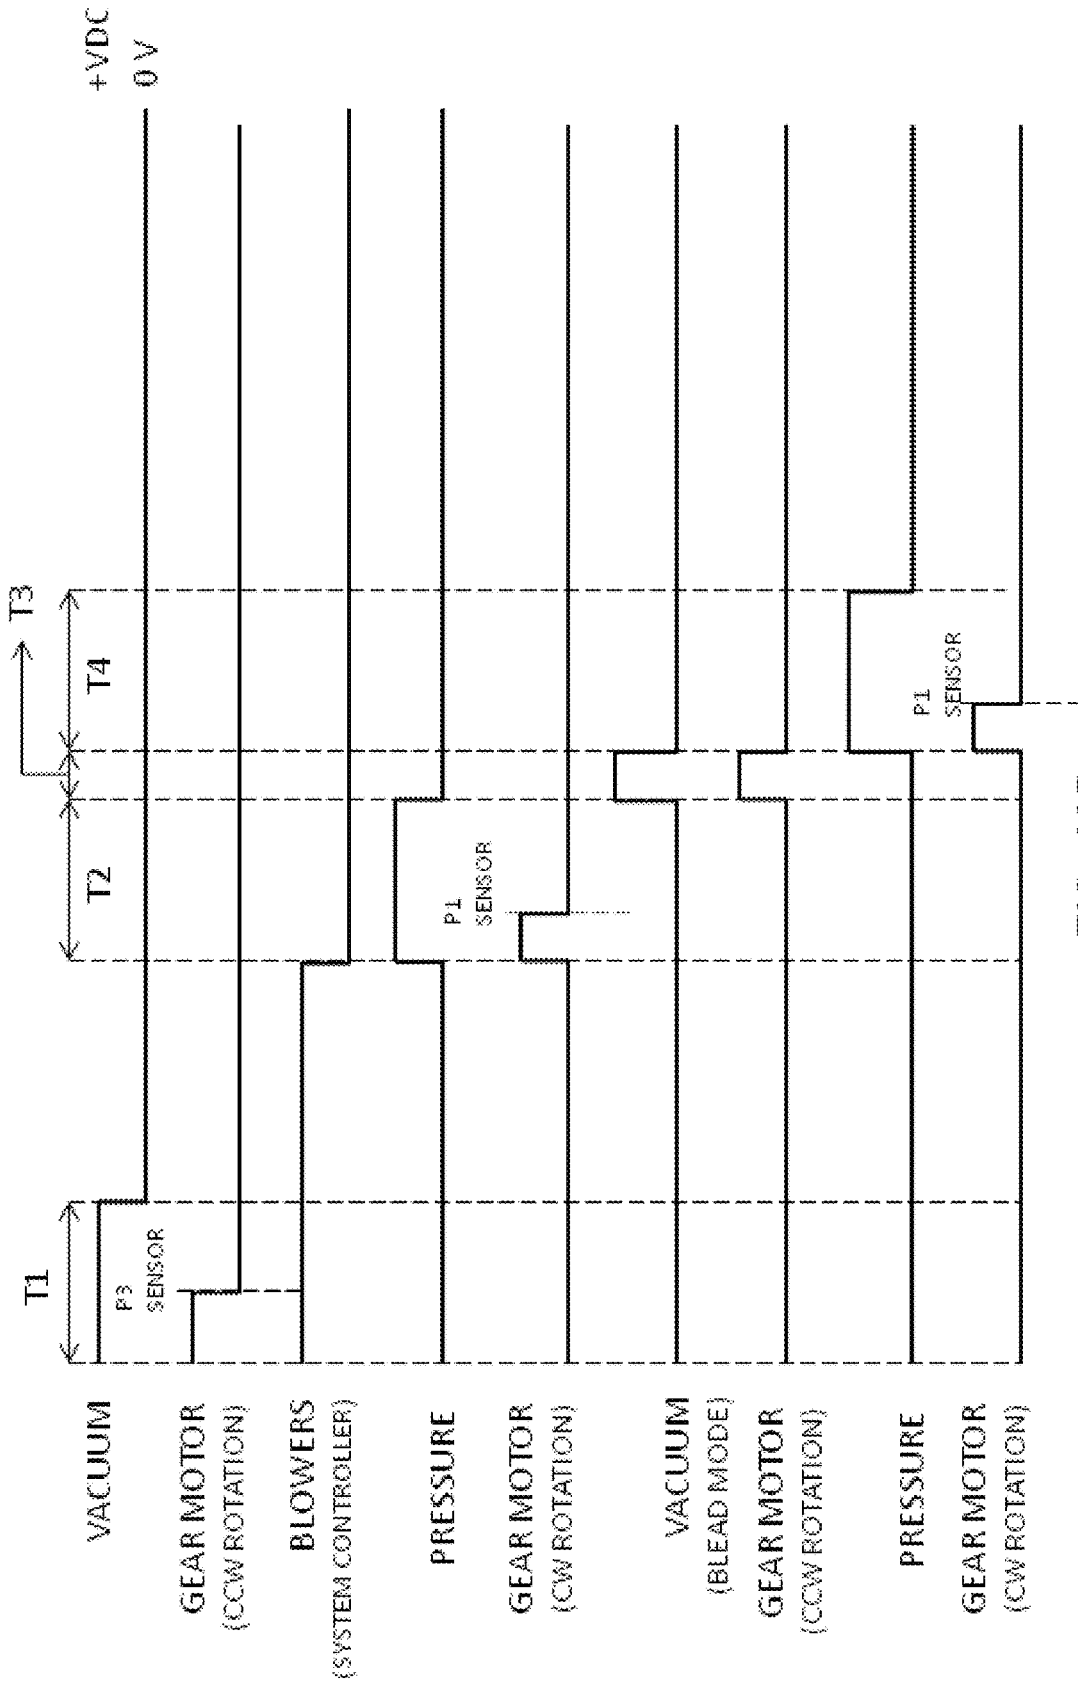 +VDC
0 V
T1
T2
T3
T4
VACUUM
P3
SENSOR
GEAR MOTOR
(CCW ROTATION)
BLOWERS
(SYSTEM CONTROLLER)
PRESSURE
P1
SENSOR
GEAR MOTOR
(CW ROTATION)
VACUUM
(BLEAD MODE)
GEAR MOTOR
(CCW ROTATION)
PRESSURE
P1
SENSOR
GEAR MOTOR
(CW ROTATION)